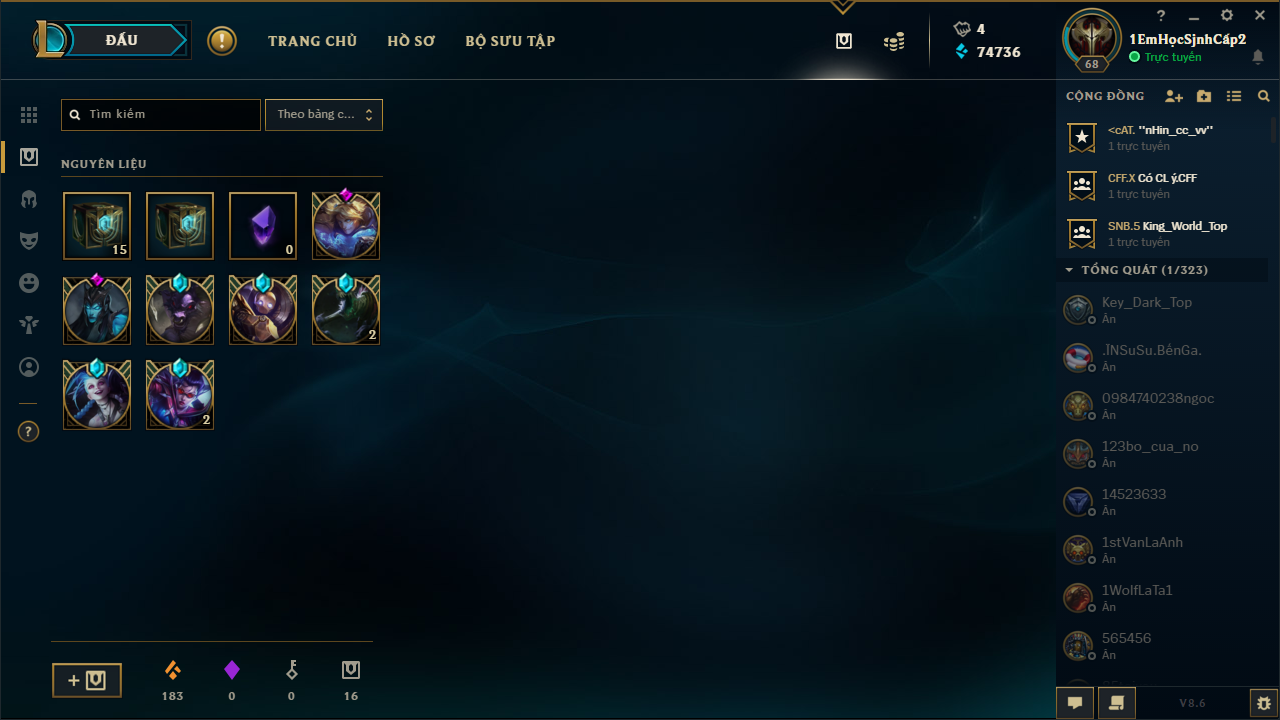 ĐẤU
TRANG CHỦ
HỒ SƠ
BỘ SƯU TẬP
4
74736
68
1EmHọcSjnhCấp2
Trực tuyến
Tìm kiếm
Theo bảng c...
NGUYÊN LIỆU
15
0
2
2
183
0
0
16
CỘNG ĐỒNG
<cAT. "nHin_cc_vv"
1 trực tuyến
CFF.X Có CL ý.CFF
1 trực tuyến
SNB.5 King_World_Top
1 trực tuyến
TỔNG QUÁT (1/323)
Key_Dark_Top
Ẩn
.ĬNSuSu.BếnGa.
Ẩn
0984740238ngoc
Ẩn
123bo_cua_no
Ẩn
14523633
Ẩn
1stVanLaAnh
Ẩn
1WolfLaTa1
Ẩn
565456
Ẩn
V8.6